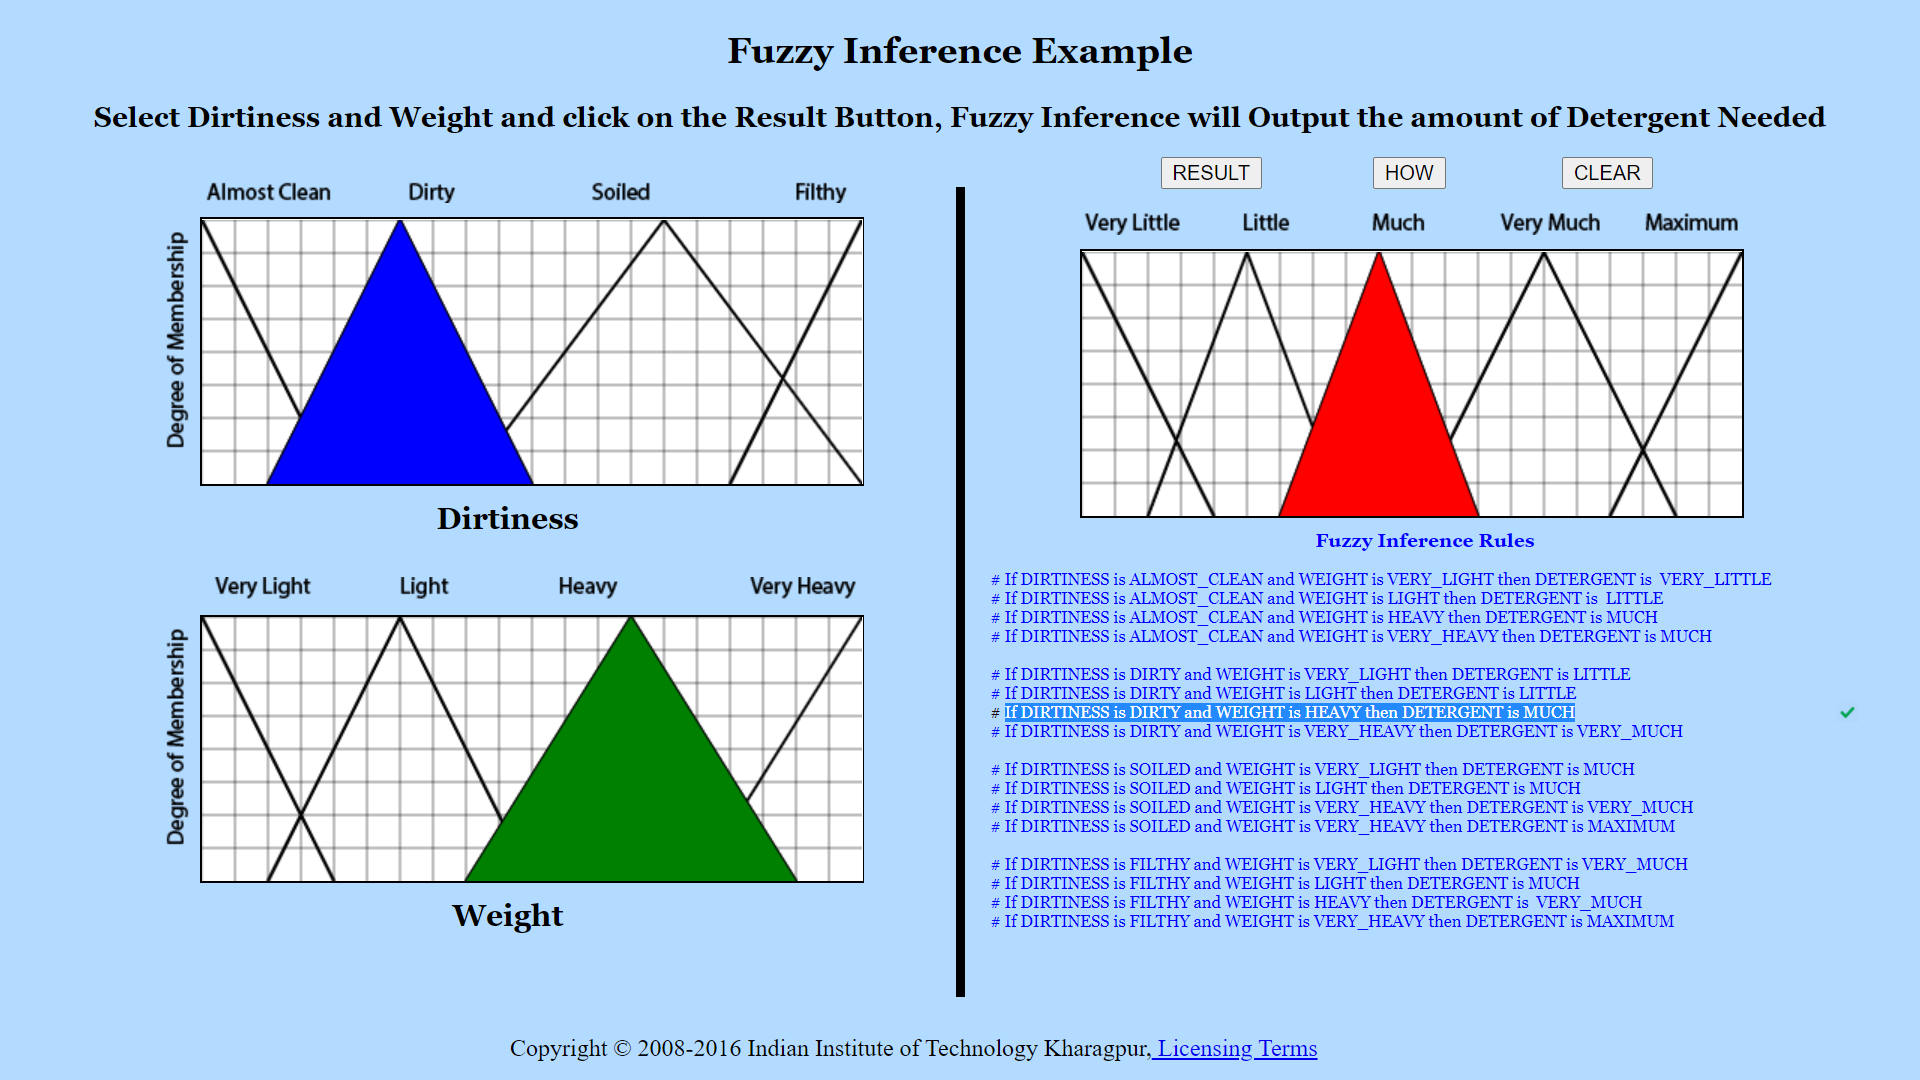 Fuzzy Inference Example
Select Dirtiness and Weight and click on the Result Button, Fuzzy Inference will Output the amount of Detergent Needed
Almost Clean Dirty Soiled Filthy
Degree of Membership
Dirtiness
Very Light Light Heavy Very Heavy
Degree of Membership
Weight
RESULT HOW CLEAR
Very Little Little Much Very Much Maximum
Fuzzy Inference Rules
# If DIRTINESS is ALMOST_CLEAN and WEIGHT is VERY_LIGHT then DETERGENT is VERY_LITTLE
# If DIRTINESS is ALMOST_CLEAN and WEIGHT is LIGHT then DETERGENT is LITTLE
# If DIRTINESS is ALMOST_CLEAN and WEIGHT is HEAVY then DETERGENT is MUCH
# If DIRTINESS is ALMOST_CLEAN and WEIGHT is VERY_HEAVY then DETERGENT is MUCH
# If DIRTINESS is DIRTY and WEIGHT is VERY_LIGHT then DETERGENT is LITTLE
# If DIRTINESS is DIRTY and WEIGHT is LIGHT then DETERGENT is LITTLE
# If DIRTINESS is DIRTY and WEIGHT is HEAVY then DETERGENT is MUCH
# If DIRTINESS is DIRTY and WEIGHT is VERY_HEAVY then DETERGENT is VERY_MUCH
# If DIRTINESS is SOILED and WEIGHT is VERY_LIGHT then DETERGENT is MUCH
# If DIRTINESS is SOILED and WEIGHT is LIGHT then DETERGENT is MUCH
# If DIRTINESS is SOILED and WEIGHT is VERY_HEAVY then DETERGENT is VERY_MUCH
# If DIRTINESS is SOILED and WEIGHT is VERY_HEAVY then DETERGENT is MAXIMUM
# If DIRTINESS is FILTHY and WEIGHT is VERY_LIGHT then DETERGENT is VERY_MUCH
# If DIRTINESS is FILTHY and WEIGHT is LIGHT then DETERGENT is MUCH
# If DIRTINESS is FILTHY and WEIGHT is HEAVY then DETERGENT is VERY_MUCH
# If DIRTINESS is FILTHY and WEIGHT is VERY_HEAVY then DETERGENT is MAXIMUM
Copyright © 2008-2016 Indian Institute of Technology Kharagpur, Licensing Terms